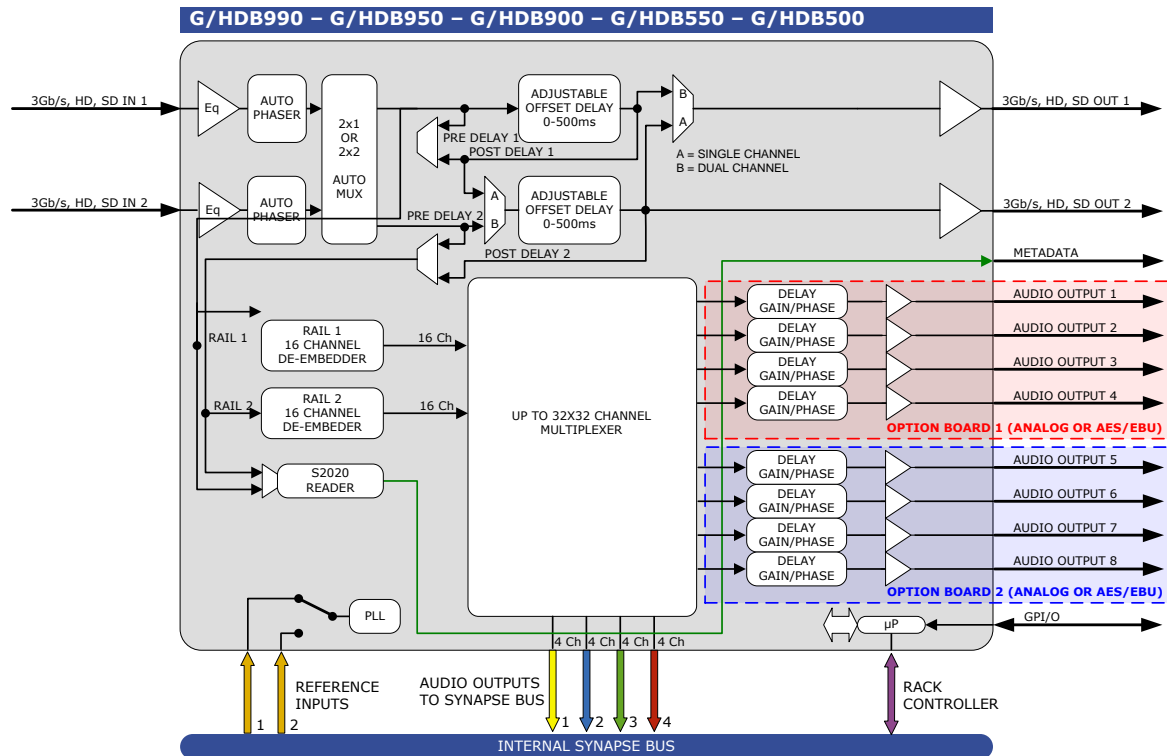 G/HDB990 – G/HDB950 – G/HDB900 – G/HDB550 – G/HDB500
3Gb/s, HD, SD IN 1
Eq
AUTO
PHASER
2x1
OR
2x2
AUTO
MUX
PRE DELAY 1
POST DELAY 1
ADJUSTABLE
OFFSET DELAY
0-500ms
B
A
A = SINGLE CHANNEL
B = DUAL CHANNEL
3Gb/s, HD, SD OUT 1
3Gb/s, HD, SD IN 2
Eq
AUTO
PHASER
PRE DELAY 2
POST DELAY 2
A
B
ADJUSTABLE
OFFSET DELAY
0-500ms
3Gb/s, HD, SD OUT 2
METADATA
RAIL 1
RAIL 1
16 CHANNEL
DE-EMBEDDER
16 Ch
RAIL 2
RAIL 2
16 CHANNEL
DE-EMBEDER
16 Ch
S2020
READER
UP TO 32X32 CHANNEL
MULTIPLEXER
DELAY
GAIN/PHASE
AUDIO OUTPUT 1
DELAY
GAIN/PHASE
AUDIO OUTPUT 2
DELAY
GAIN/PHASE
AUDIO OUTPUT 3
DELAY
GAIN/PHASE
AUDIO OUTPUT 4
OPTION BOARD 1 (ANALOG OR AES/EBU)
DELAY
GAIN/PHASE
AUDIO OUTPUT 5
DELAY
GAIN/PHASE
AUDIO OUTPUT 6
DELAY
GAIN/PHASE
AUDIO OUTPUT 7
DELAY
GAIN/PHASE
AUDIO OUTPUT 8
OPTION BOARD 2 (ANALOG OR AES/EBU)
PLL
µP
GPI/O
4 Ch
4 Ch
4 Ch
4 Ch
REFERENCE
INPUTS
1
2
AUDIO OUTPUTS
TO SYNAPSE BUS
1
2
3
4
RACK
CONTROLLER
INTERNAL SYNAPSE BUS